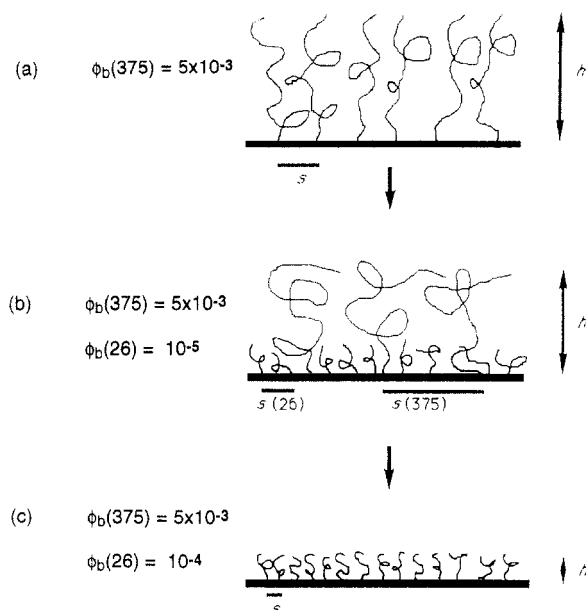 (a) ϕb(375) = 5x10-3
h
s
(b) ϕb(375) = 5x10-3
ϕb(26) = 10-5
h
s (26) s(375)
(c) ϕb(375) = 5x10-3
ϕb(26) = 10-4
h
s